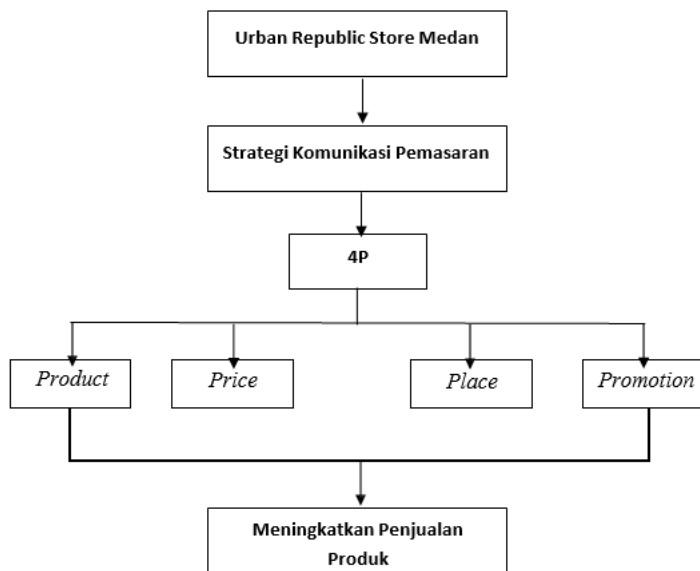 Urban Republic Store Medan
Strategi Komunikasi Pemasaran
4P
Product
Price
Place
Promotion
Meningkatkan Penjualan
Produk